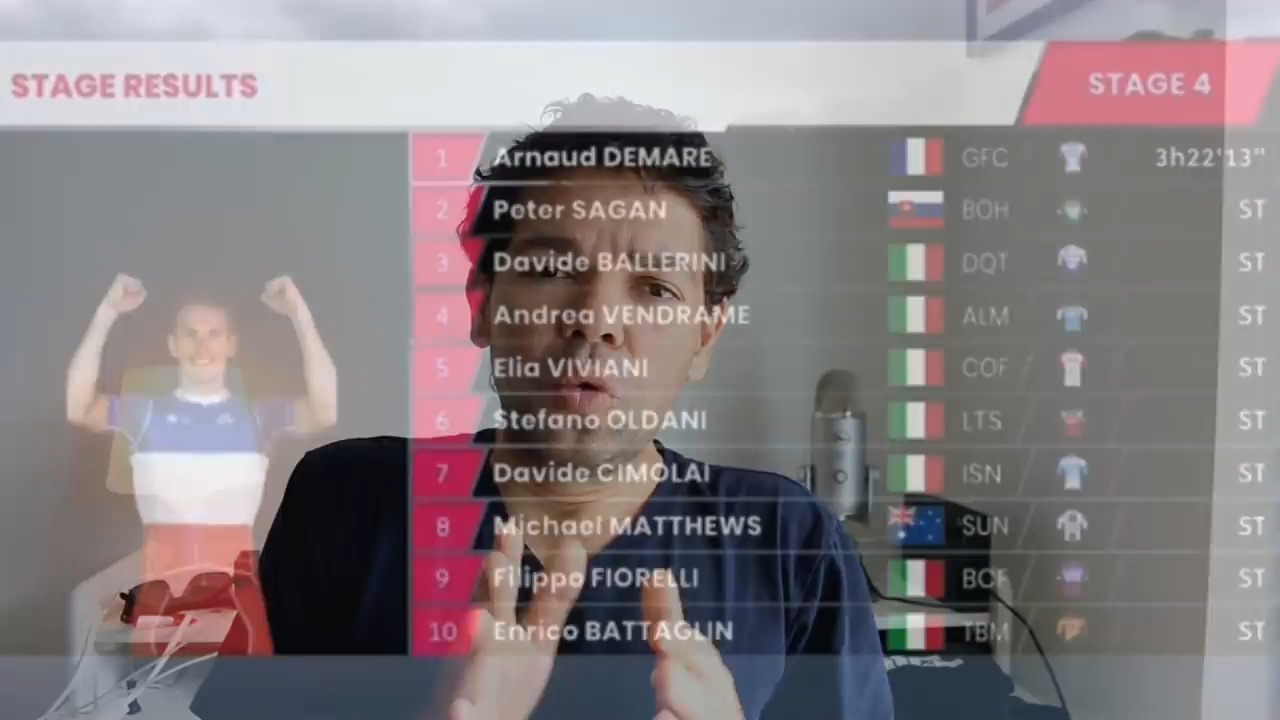 STAGE RESULTS
STAGE 4
1 Arnaud DEMARE GFC 3h22'13"
2 Peter SAGAN BOH ST
3 Davide BALLERINI DQT ST
4 Andrea VENDRAME ALM ST
5 Elia VIVIANI COF ST
6 Stefano OLDANI LTS ST
7 Davide CIMOLAI ISN ST
8 Michael MATTHEWS SUN ST
9 Filippo FIORELLI BCF ST
10 Enrico BATTAGLIN TBM ST